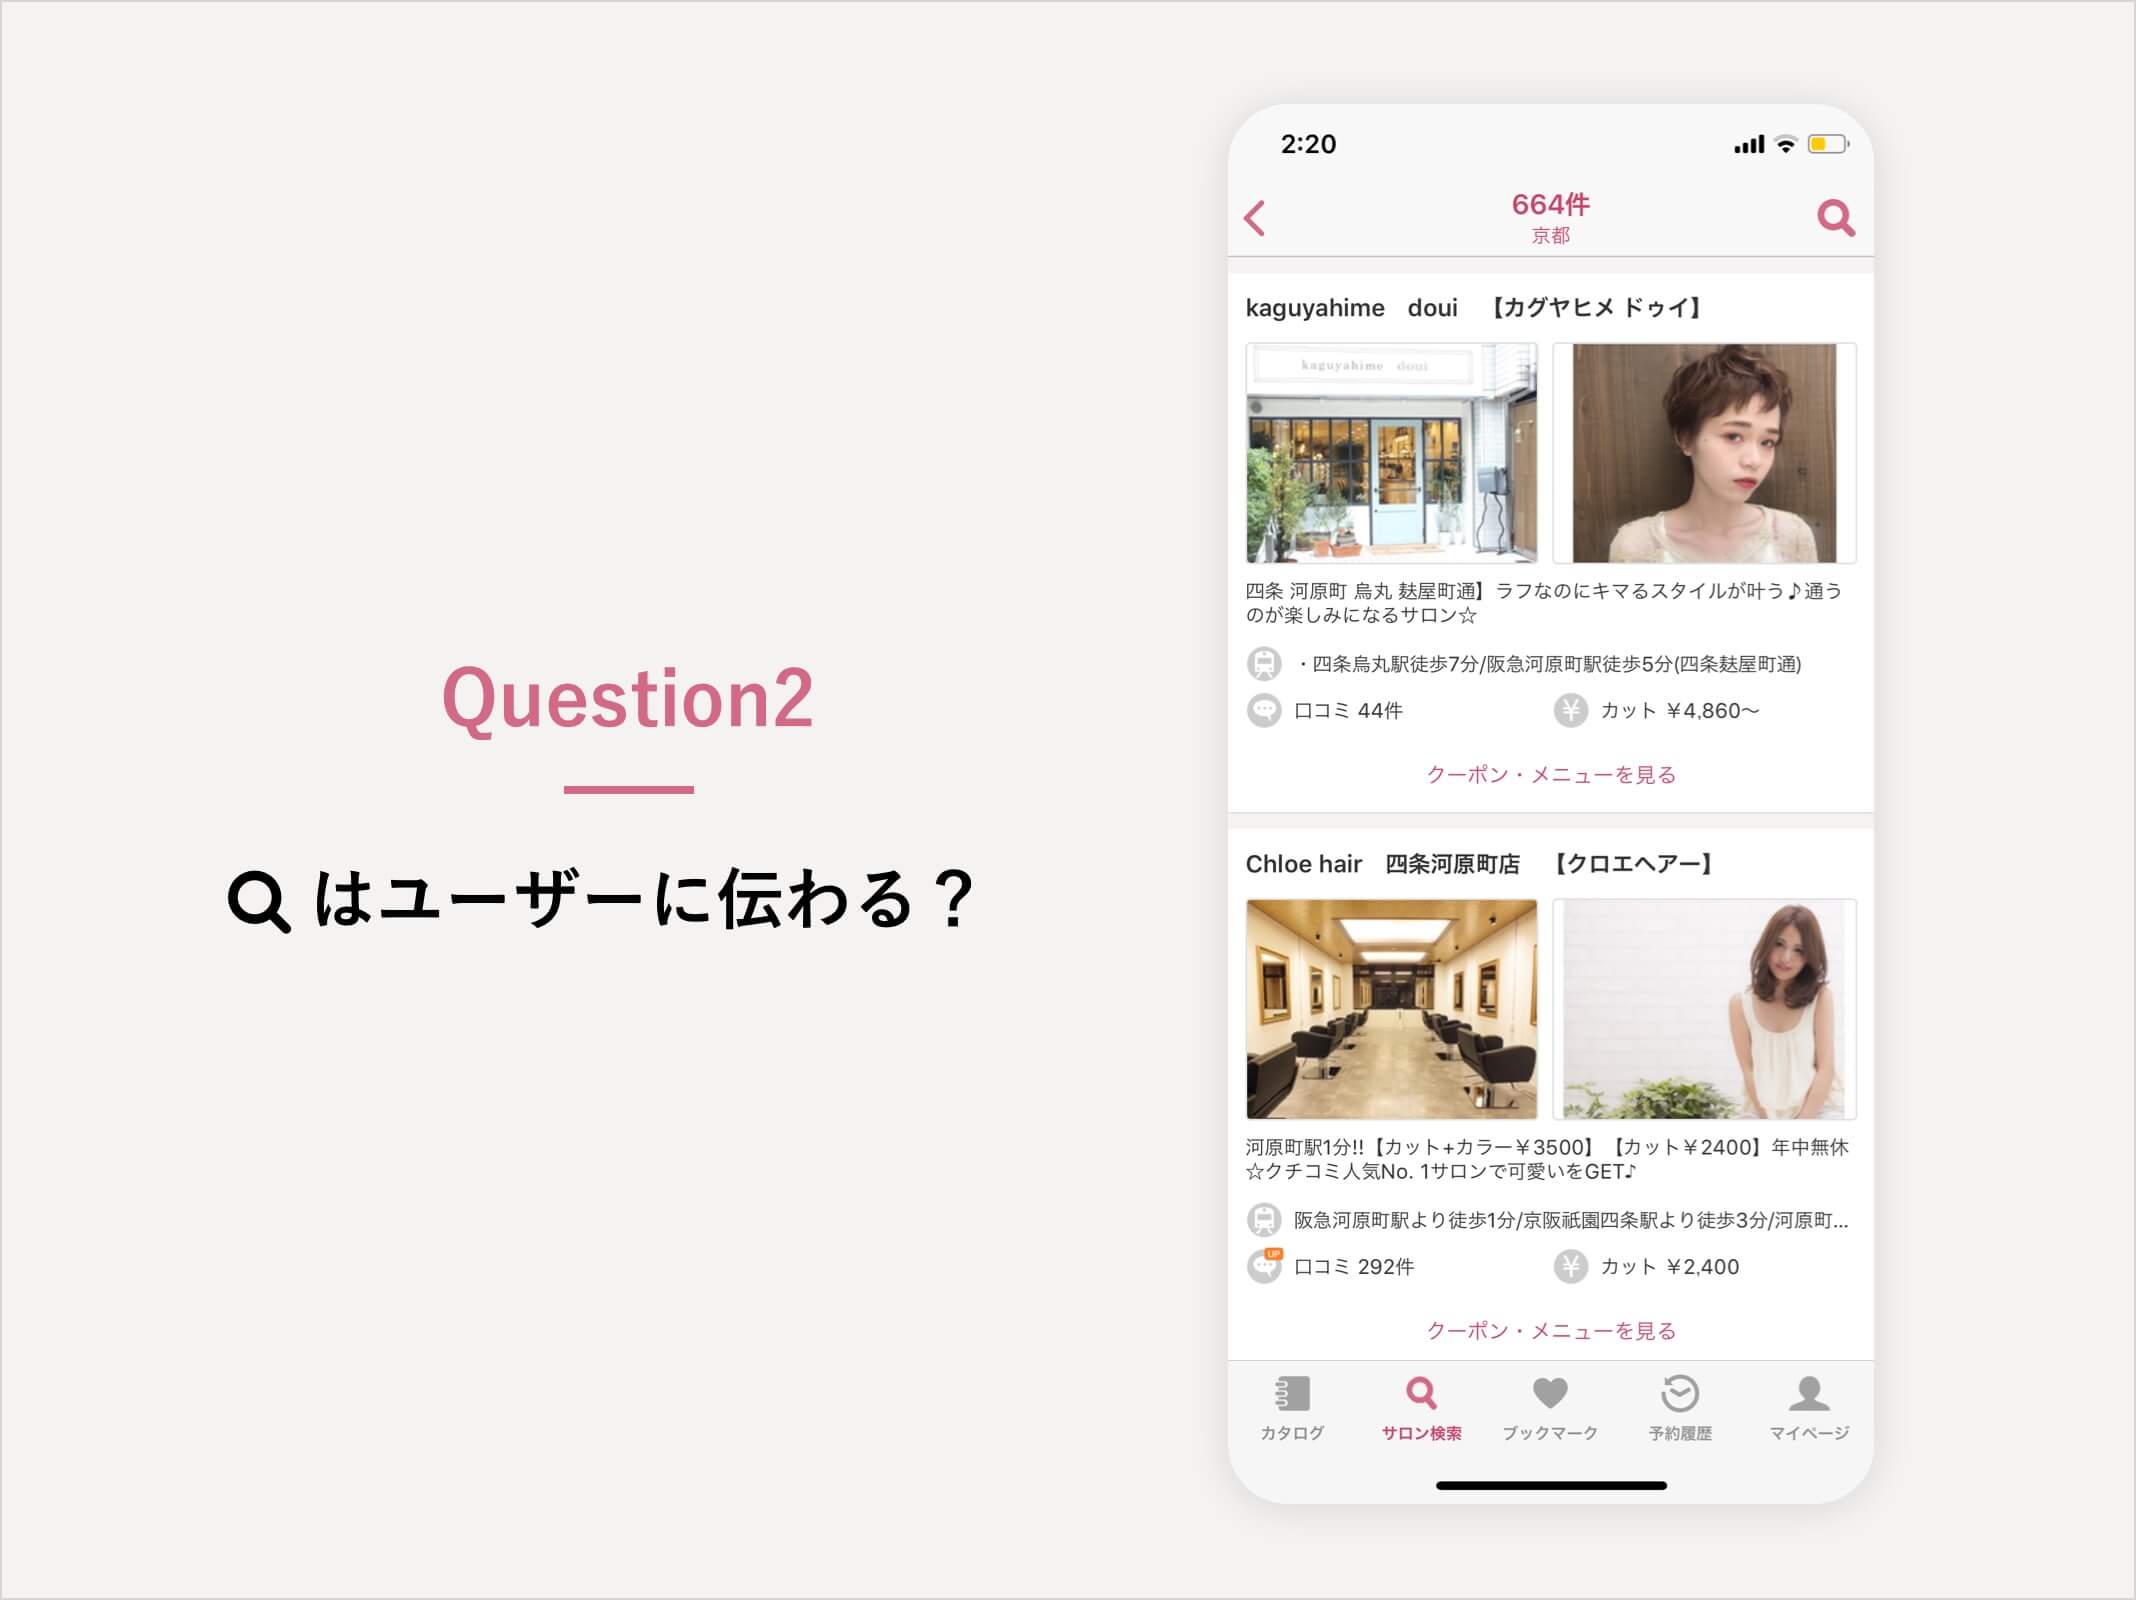 Question2
はユーザーに伝わる？
2:20
664件
京都
kaguyahime　doui　【カグヤヒメ ドゥイ】
kaguyahime doui
四条 河原町 烏丸 麸屋町通】ラフなのにキマるスタイルが叶う♪通う
のが楽しみになるサロン☆
・四条烏丸駅徒歩7分/阪急河原町駅徒歩5分(四条麸屋町通)
口コミ 44件
カット ￥4,860〜
クーポン・メニューを見る
Chloe hair　四条河原町店　【クロエヘアー】
河原町駅1分!!【カット+カラー￥3500】【カット￥2400】年中無休
☆クチコミ人気No. 1サロンで可愛いをGET♪
阪急河原町駅より徒歩1分/京阪祇園四条駅より徒歩3分/河原町...
UP
口コミ 292件
カット ￥2,400
クーポン・メニューを見る
カタログ
サロン検索
ブックマーク
予約履歴
マイページ